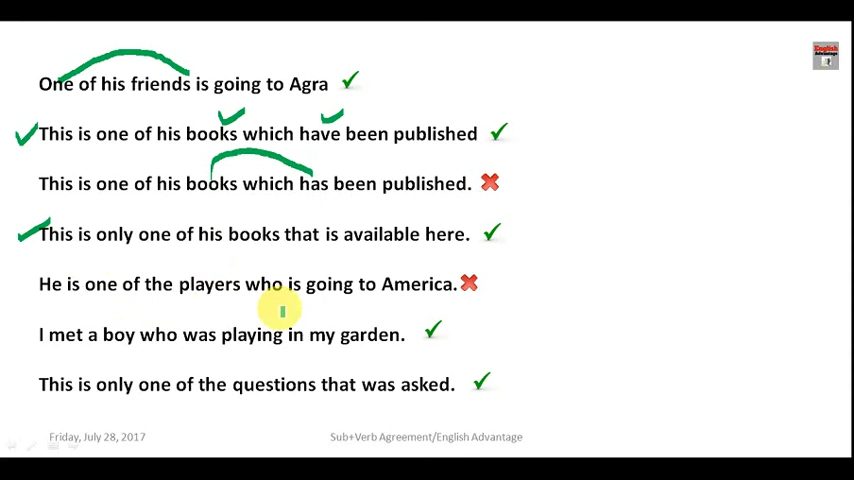 English
Advantage
One of his friends is going to Agra
This is one of his books which have been published
This is one of his books which has been published.
This is only one of his books that is available here.
He is one of the players who is going to America.
I met a boy who was playing in my garden.
This is only one of the questions that was asked.
Friday, July 28, 2017
Sub+Verb Agreement/English Advantage